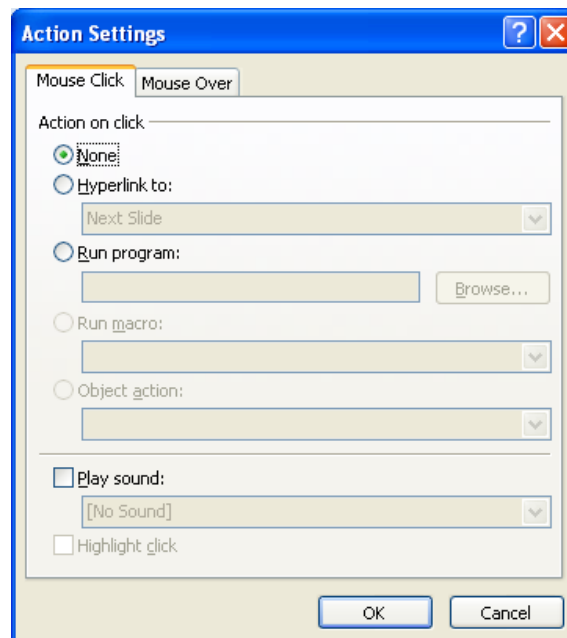 Action Settings
?
Mouse Click Mouse Over
Action on click
None
Hyperlink to:
Next Slide
Run program:
Browse...
Run macro:
Object action:
Play sound:
[No Sound]
Highlight click
OK Cancel